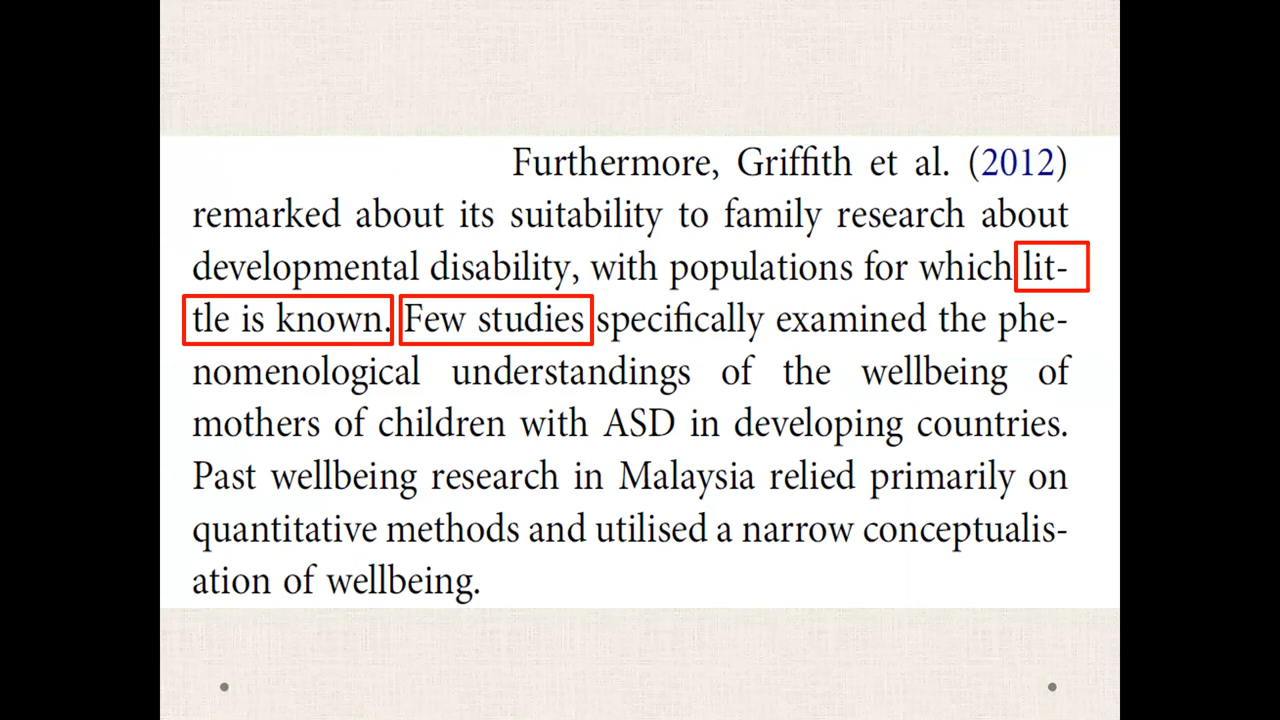 Furthermore, Griffith et al. (2012)
remarked about its suitability to family research about
developmental disability, with populations for which lit-
tle is known. Few studies specifically examined the phe-
nomenological understandings of the wellbeing of
mothers of children with ASD in developing countries.
Past wellbeing research in Malaysia relied primarily on
quantitative methods and utilised a narrow conceptualis-
ation of wellbeing.